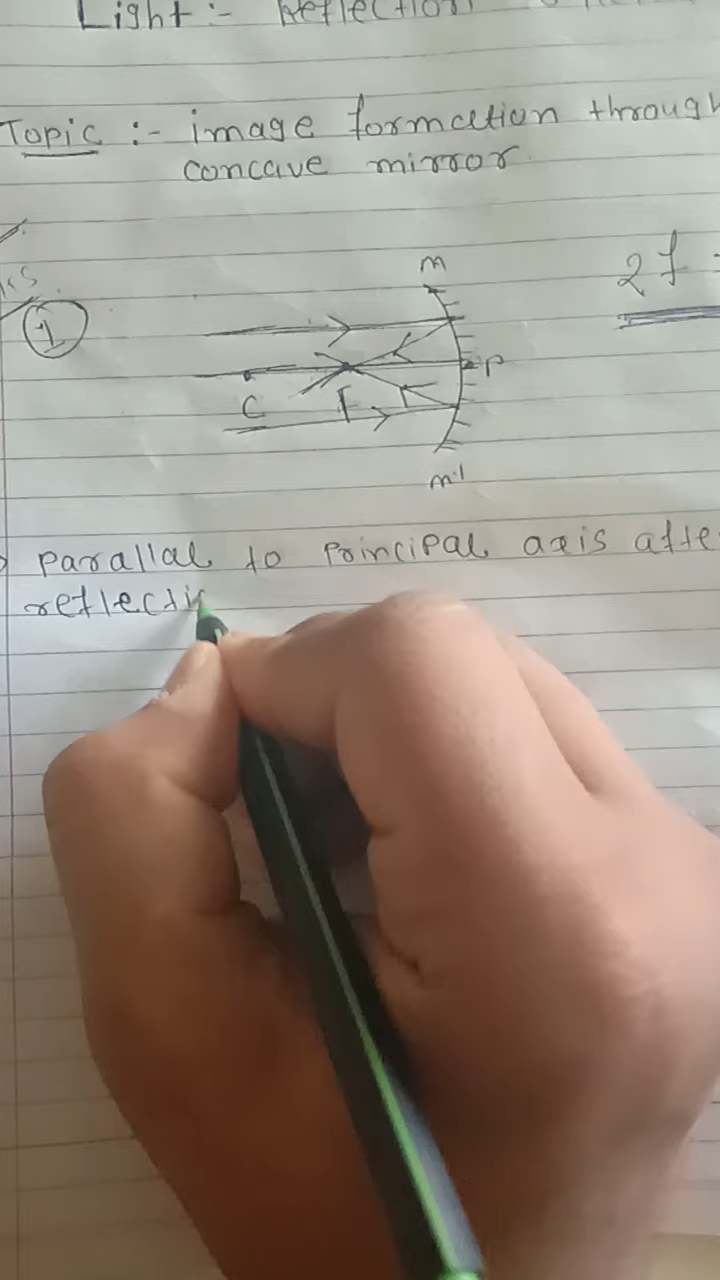 Light :- Reflection
Topic :- image formation through
concave mirror
1
2f =
M
P
C
F
M'
Parallal to Principal axis afte
reflecti